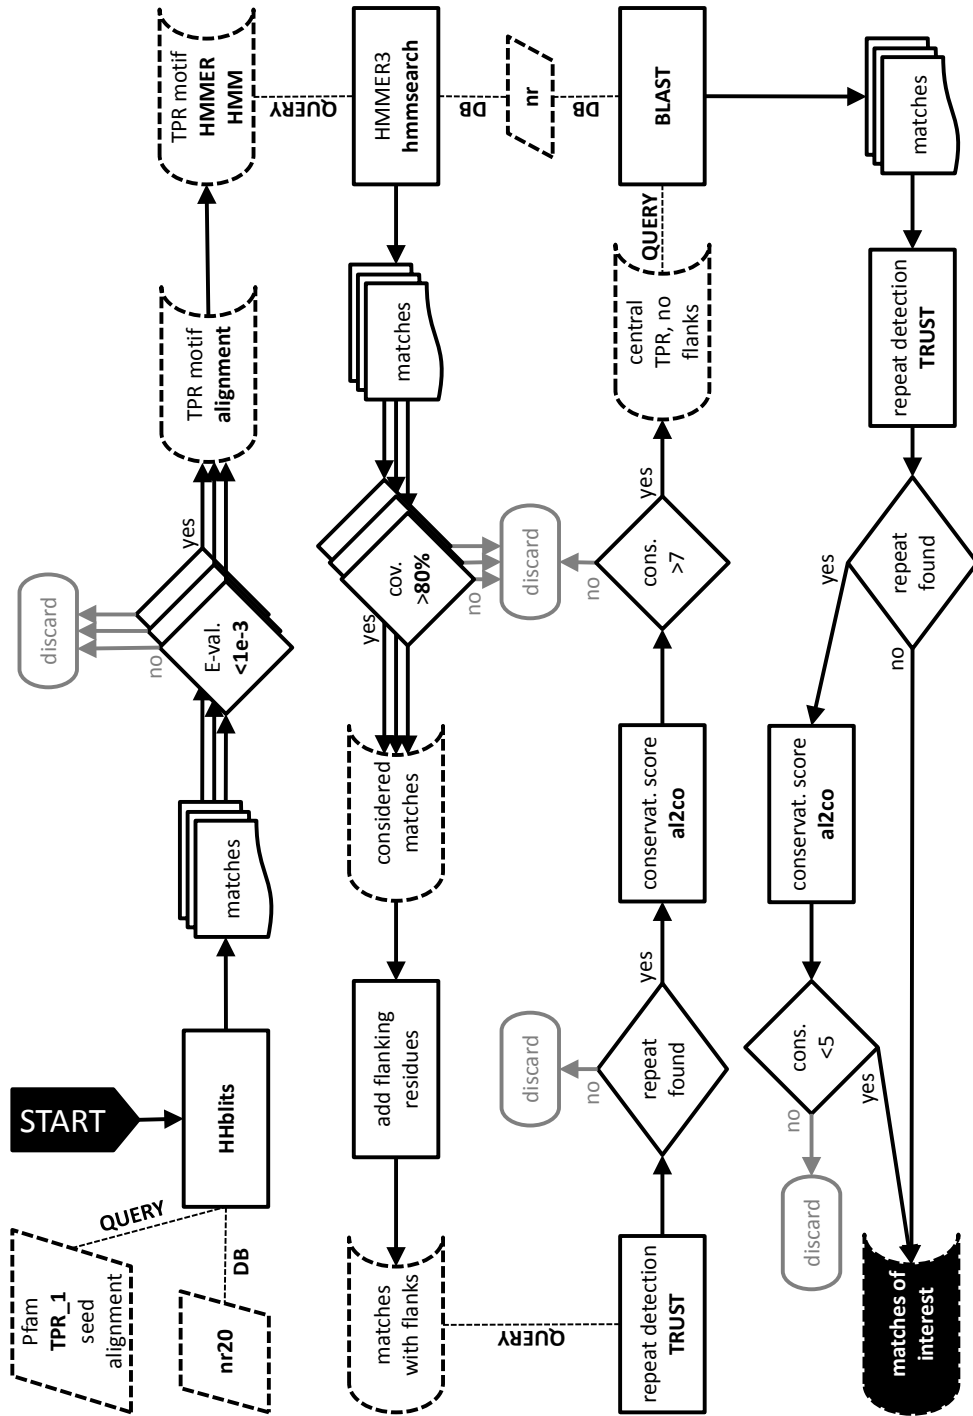 START
Pfam
TPR_1
seed
alignment
QUERY
nr20
DB
HHblits
matches
E-val.
<1e-3
no
discard
yes
TPR motif
alignment
TPR motif
HMMER
HMM
QUERY
HMMER3
hmmsearch
DB
nr
DB
matches
cov.
>80%
no
discard
yes
considered
matches
add flanking
residues
matches
with flanks
QUERY
repeat detection
TRUST
repeat
found
no
discard
yes
conservat. score
al2co
cons.
>7
no
yes
central
TPR, no
flanks
QUERY
BLAST
matches
repeat detection
TRUST
repeat
found
yes
no
conservat. score
al2co
cons.
<5
no
discard
yes
matches of
interest